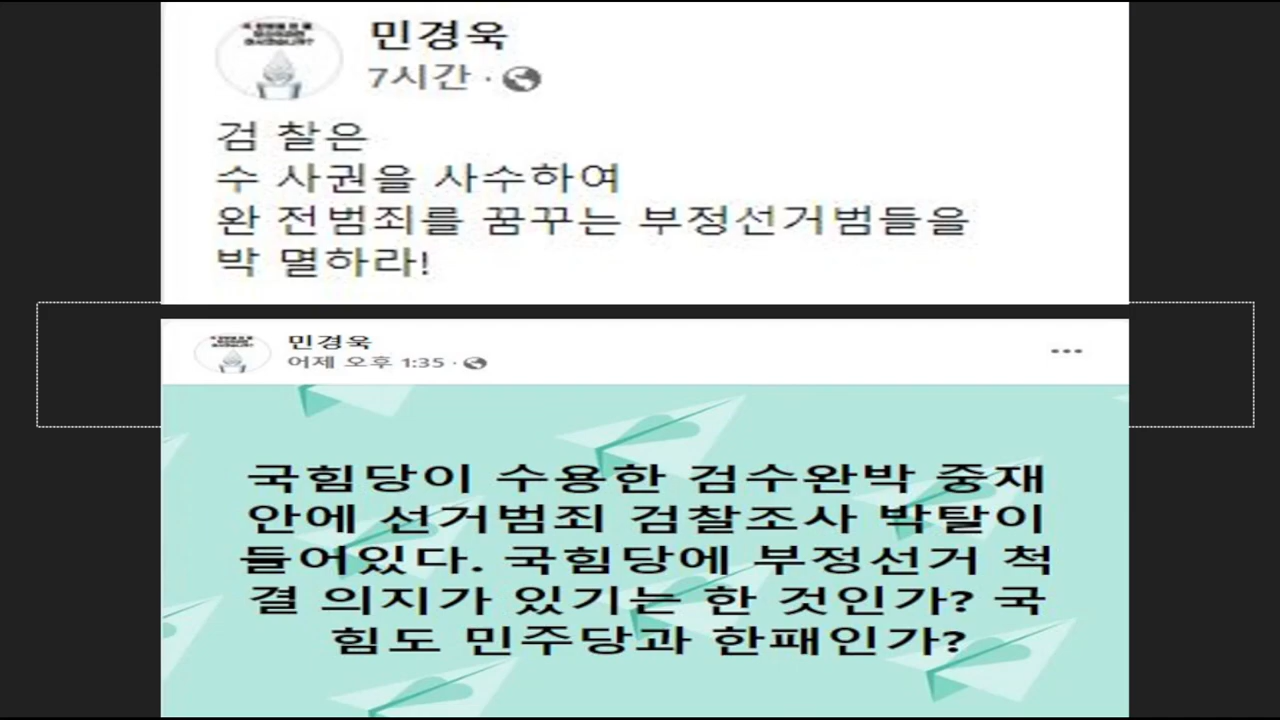 민경욱
7시간 ·
검 찰은
수 사권을 사수하여
완 전범죄를 꿈꾸는 부정선거범들을
박 멸하라!
민경욱
어제 오후 1:35 ·
국힘당이 수용한 검수완박 중재
안에 선거범죄 검찰조사 박탈이
들어있다. 국힘당에 부정선거 척
결 의지가 있기는 한 것인가? 국
힘도 민주당과 한패인가?